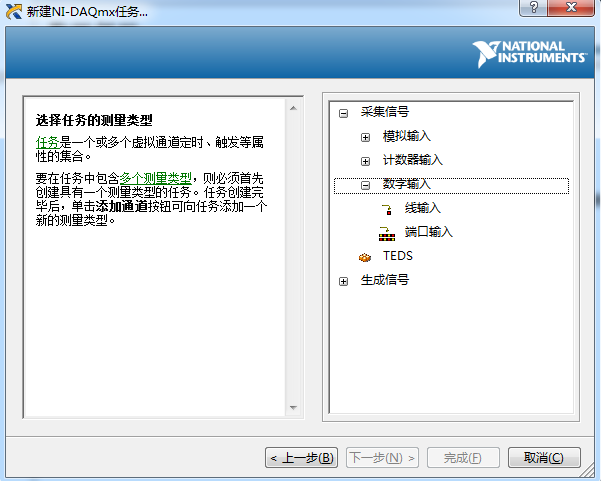 新建NI-DAQmx任务...
NATIONAL
INSTRUMENTS
选择任务的测量类型
任务是一个或多个虚拟通道定时、触发等属
性的集合。
要在任务中包含多个测量类型，则必须首先
创建具有一个测量类型的任务。任务创建完
毕后，单击添加通道按钮可向任务添加一个
新的测量类型。
采集信号
模拟输入
计数器输入
数字输入
线输入
端口输入
TEDS
生成信号
< 上一步(B)
下一步(N) >
完成(F)
取消(C)